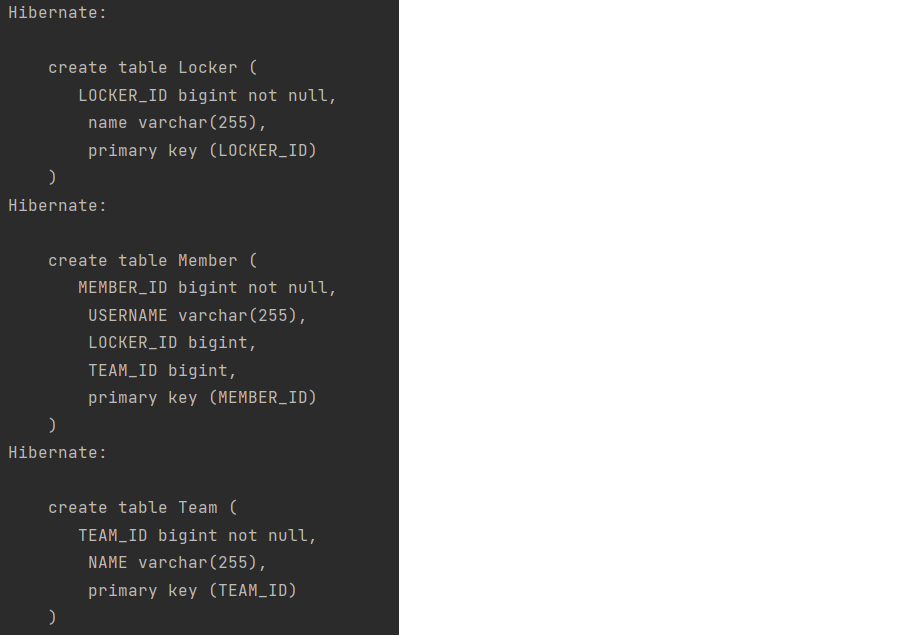 Hibernate:
create table Locker (
LOCKER_ID bigint not null,
name varchar(255),
primary key (LOCKER_ID)
)
Hibernate:
create table Member (
MEMBER_ID bigint not null,
USERNAME varchar(255),
LOCKER_ID bigint,
TEAM_ID bigint,
primary key (MEMBER_ID)
)
Hibernate:
create table Team (
TEAM_ID bigint not null,
NAME varchar(255),
primary key (TEAM_ID)
)